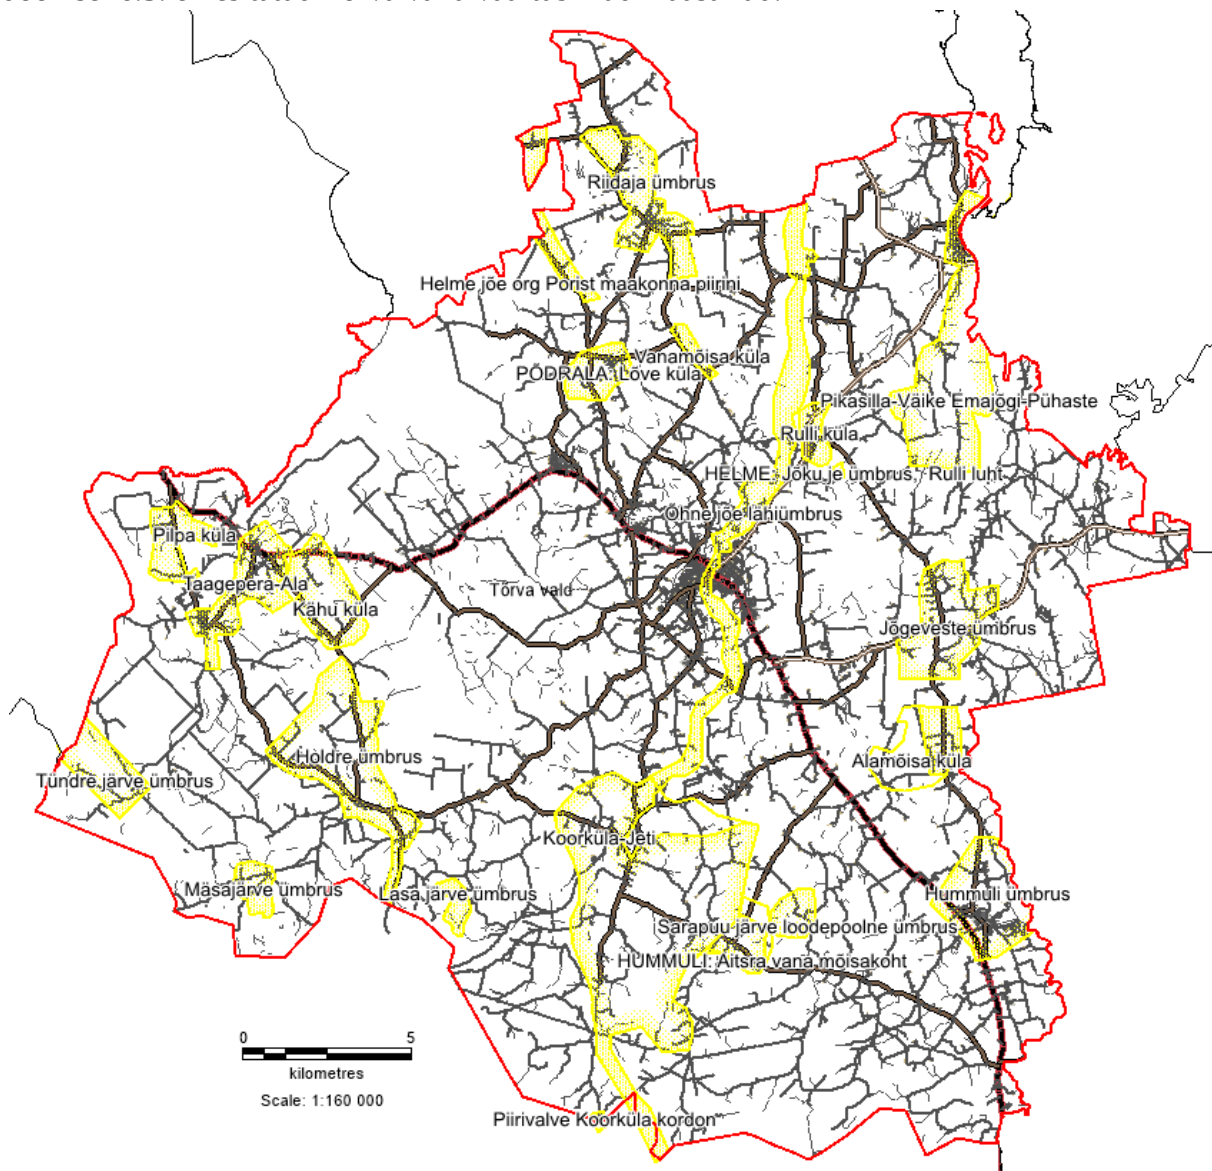 Riidaja ümbrus
Helme jõe org Pōrist maakonna piirini
Vanamõisa küla
PÕDRALA: Lõve küla
Pikasilla-Väike Emajõgi-Pühaste
Rulli küla
HELME: Jõku je ümbrus - Rulli luht
Õhne jõe lähiümbrus
Pilpa küla
Taagepera-Ala
Kähu küla
Tõrva vald
Jõgeveste ümbrus
Holdre ümbrus
Alamõisa küla
Tündre järve ümbrus
Koorküla-Jeti
Mäsajärve ümbrus
Lasa järve ümbrus
Hummuli ümbrus
Sarapuu järve loodepoolne ümbrus
HUMMULI: Aitsra vana mõisakoht
0 5
kilometres
Scale: 1:160 000
Piirivalve Koorküla kordon